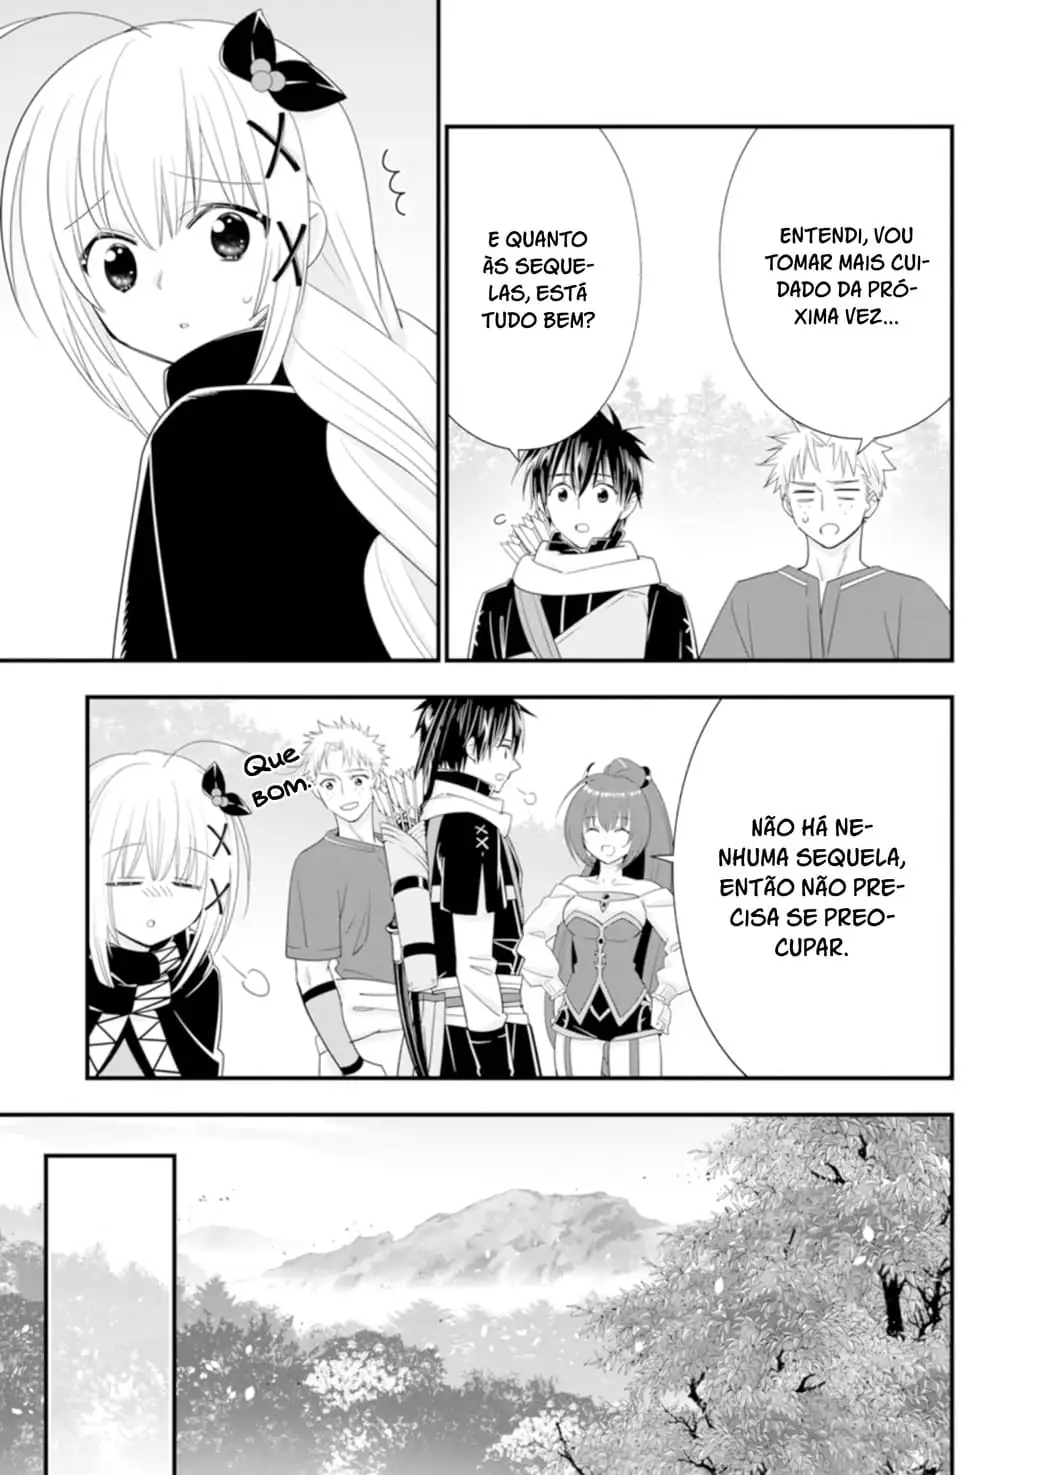 ENTENDI, VOU
TOMAR MAIS CUI-
DADO DA PRÓ-
XIMA VEZ...
E QUANTO
ÀS SEQUE-
LAS, ESTÁ
TUDO BEM?
NÃO HÁ NE-
NHUMA SEQUELA,
ENTÃO NÃO PRE-
CISA SE PREO-
CUPAR.
QUE
BOM.